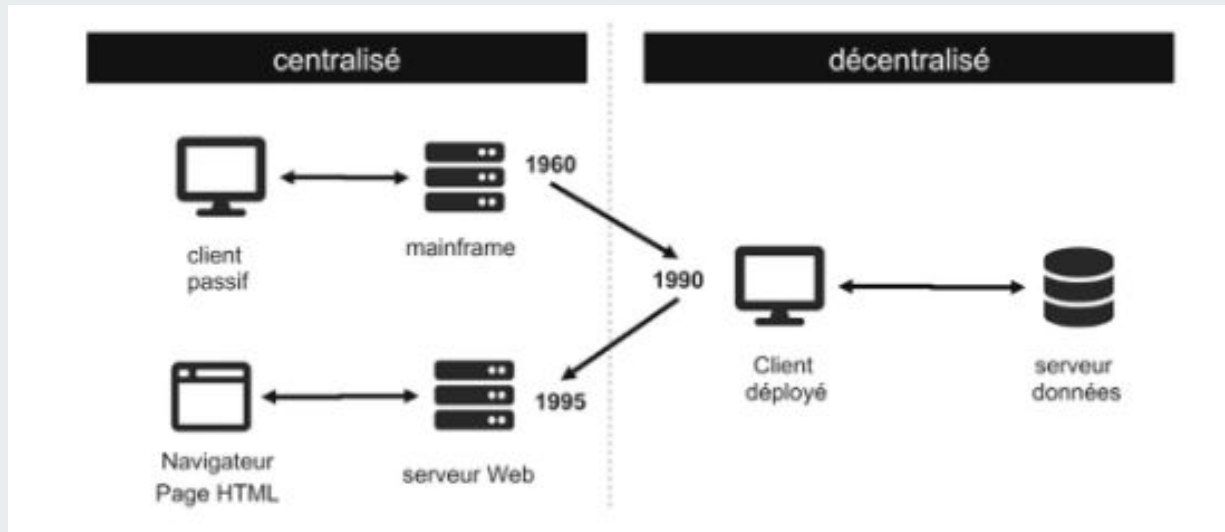 centralisé
décentralisé
1960
client
passif
mainframe
1990
Client
déployé
serveur
données
1995
Navigateur
Page HTML
serveur Web